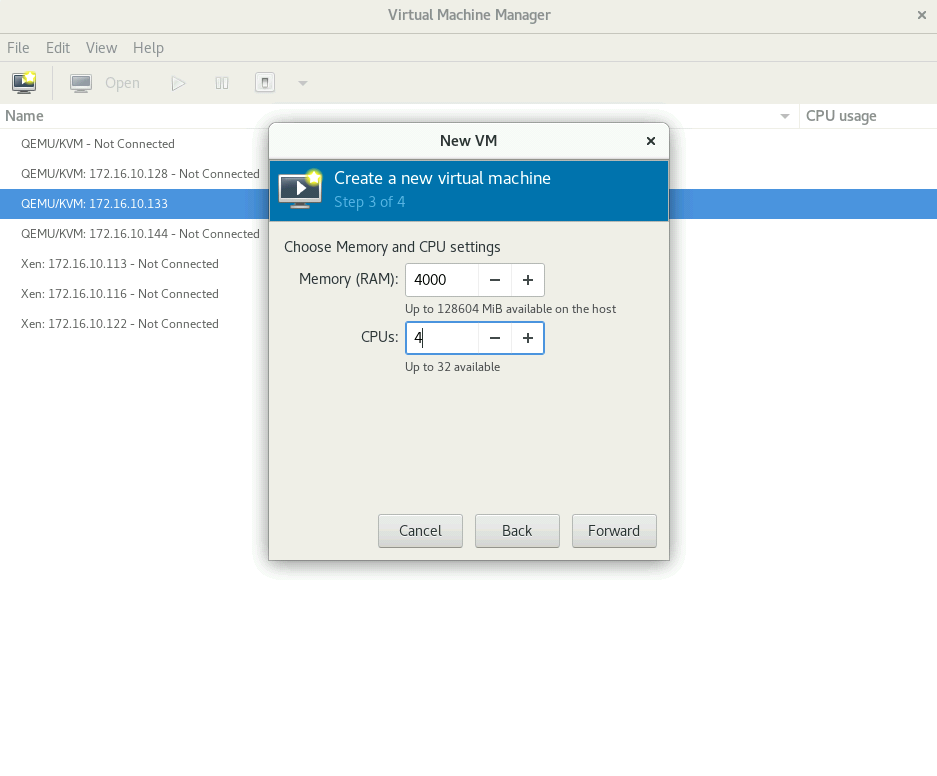 Virtual Machine Manager
File Edit View Help
Open
Name CPU usage
QEMU/KVM - Not Connected
QEMU/KVM: 172.16.10.128 - Not Connected
QEMU/KVM: 172.16.10.133
QEMU/KVM: 172.16.10.144 - Not Connected
Xen: 172.16.10.113 - Not Connected
Xen: 172.16.10.116 - Not Connected
Xen: 172.16.10.122 - Not Connected
New VM
Create a new virtual machine
Step 3 of 4
Choose Memory and CPU settings
Memory (RAM): 4000
Up to 128604 MiB available on the host
CPUs: 4
Up to 32 available
Cancel Back Forward